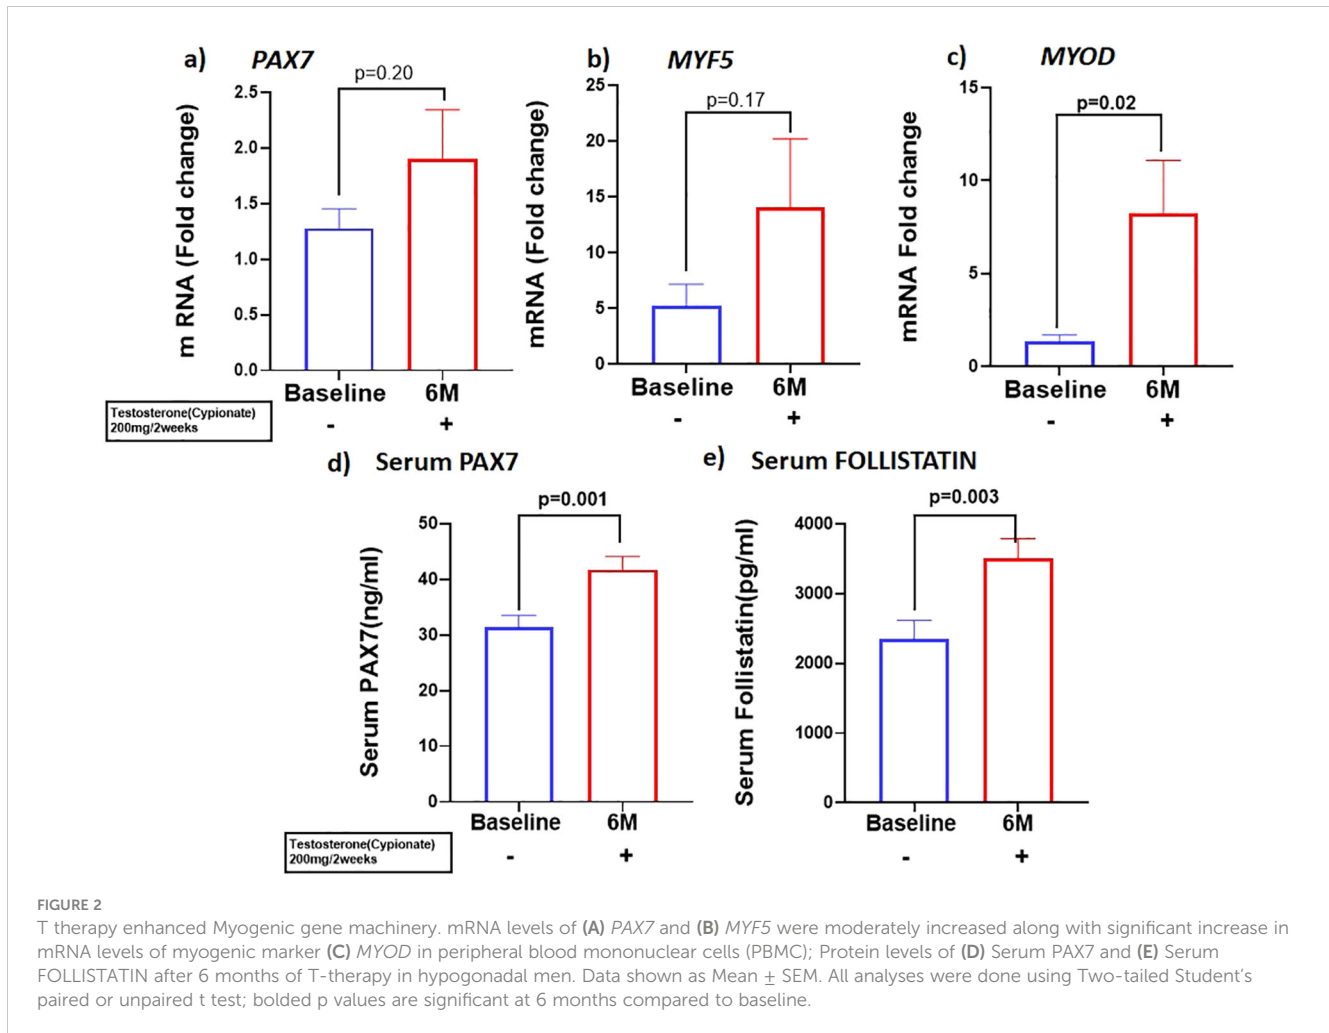 a) PAX7
p=0.20
m RNA (Fold change)
2.5
2.0
1.5
1.0
0.5
0.0
Baseline 6M
Testosterone(Cypionate)
200mg/2weeks
- +
b) MYF5
p=0.17
mRNA (Fold change)
25
20
15
10
5
0
Baseline 6M
- +
c) MYOD
p=0.02
mRNA Fold change
15
10
5
0
Baseline 6M
- +
d) Serum PAX7
p=0.001
Serum PAX7(ng/ml)
50
40
30
20
10
0
Baseline 6M
Testosterone(Cypionate)
200mg/2weeks
- +
e) Serum FOLLISTATIN
p=0.003
Serum Follistatin(pg/ml)
4000
3000
2000
1000
0
Baseline 6M
- +
FIGURE 2
T therapy enhanced Myogenic gene machinery. mRNA levels of (A) PAX7 and (B) MYF5 were moderately increased along with significant increase in
mRNA levels of myogenic marker (C) MYOD in peripheral blood mononuclear cells (PBMC); Protein levels of (D) Serum PAX7 and (E) Serum
FOLLISTATIN after 6 months of T-therapy in hypogonadal men. Data shown as Mean ± SEM. All analyses were done using Two-tailed Student’s
paired or unpaired t test; bolded p values are significant at 6 months compared to baseline.